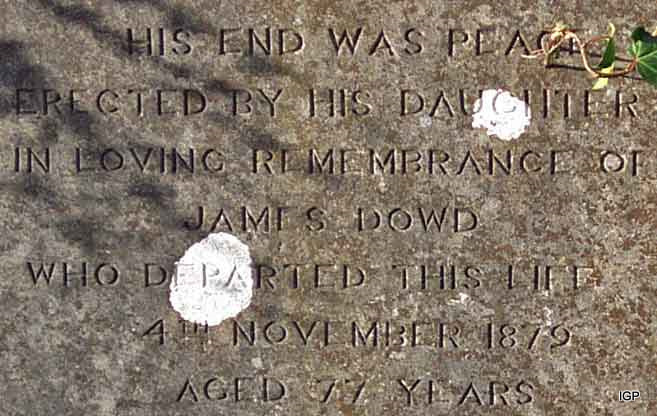 HIS END WAS PEACE
ERECTED BY HIS DAUGHTER
IN LOVING REMEMBRANCE OF
JAMES DOWD
WHO DEPARTED THIS LIFE
4TH NOVEMBER 1879
AGED 77 YEARS
IGP